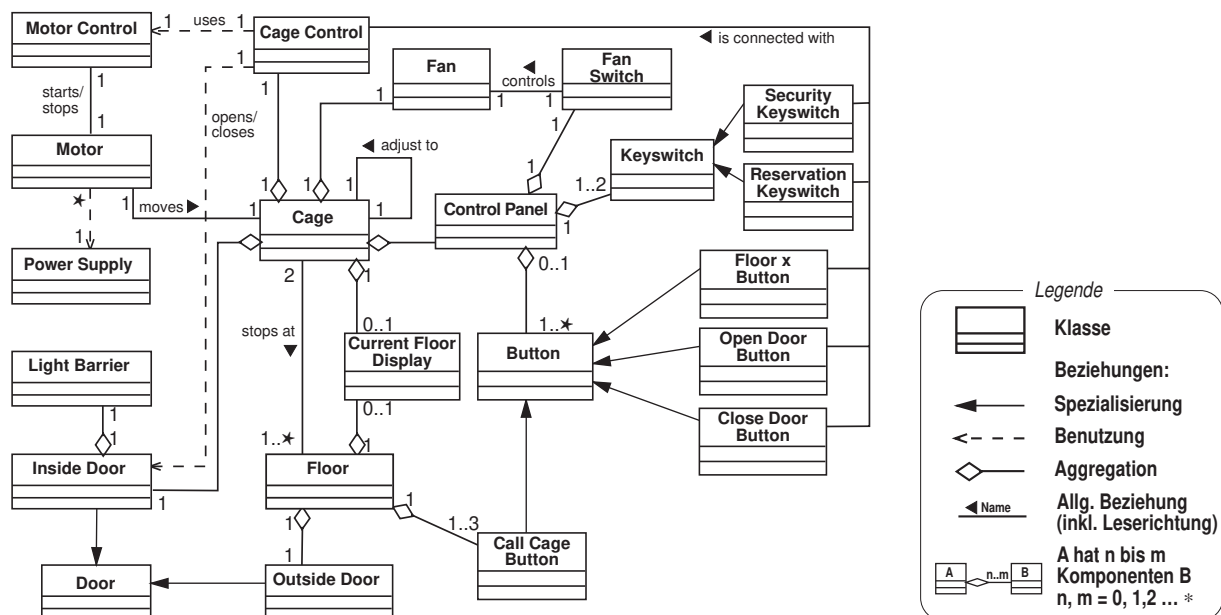 Motor Control
1
uses
1
Cage Control
◄ is connected with
1
1
1
Fan
◄
controls
Fan
Switch
1
1
1
1
starts/
stops
opens/
closes
Security
Keyswitch
1
Motor
◄ adjust to
Keyswitch
Reservation
Keyswitch
1
1
1
1
1
1..2
*
1
moves ►
1
Cage
1
Control Panel
1
1
Power Supply
2
1
0..1
Floor x
Button
stops at
▼
0..1
1..*
Light Barrier
Current Floor
Display
Button
Open Door
Button
1
0..1
Close Door
Button
1
1..*
1
Inside Door
Floor
1
1
1..3
1
1
Call Cage
Button
Door
Outside Door
Legende
Klasse
Beziehungen:
Spezialisierung
Benutzung
Aggregation
◄ Name
Allg. Beziehung
(inkl. Leserichtung)
A
n..m
B
A hat n bis m
Komponenten B
n, m = 0, 1,2 ... *